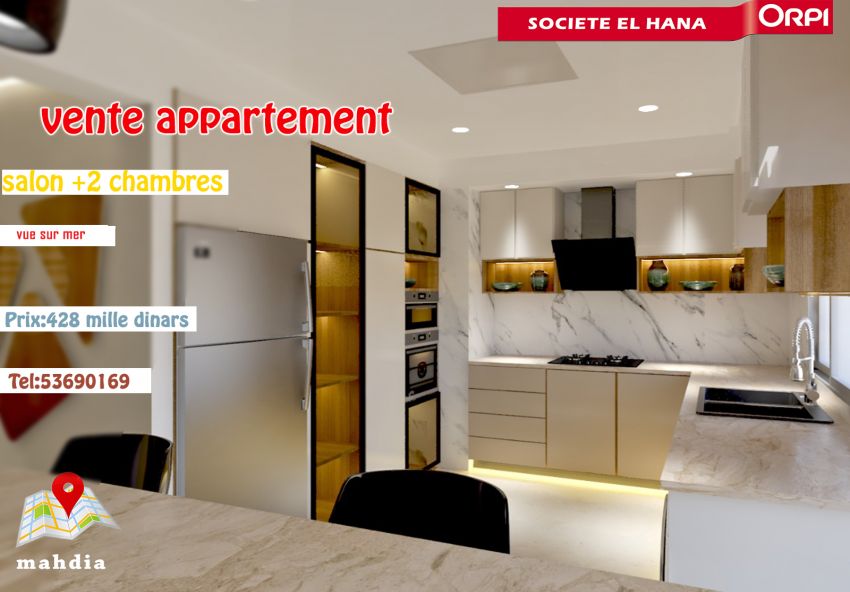 SOCIETE EL HANA
ORPI
vente appartement
salon +2 chambres
vue sur mer
Prix:428 mille dinars
Tel:53690169
mahdia